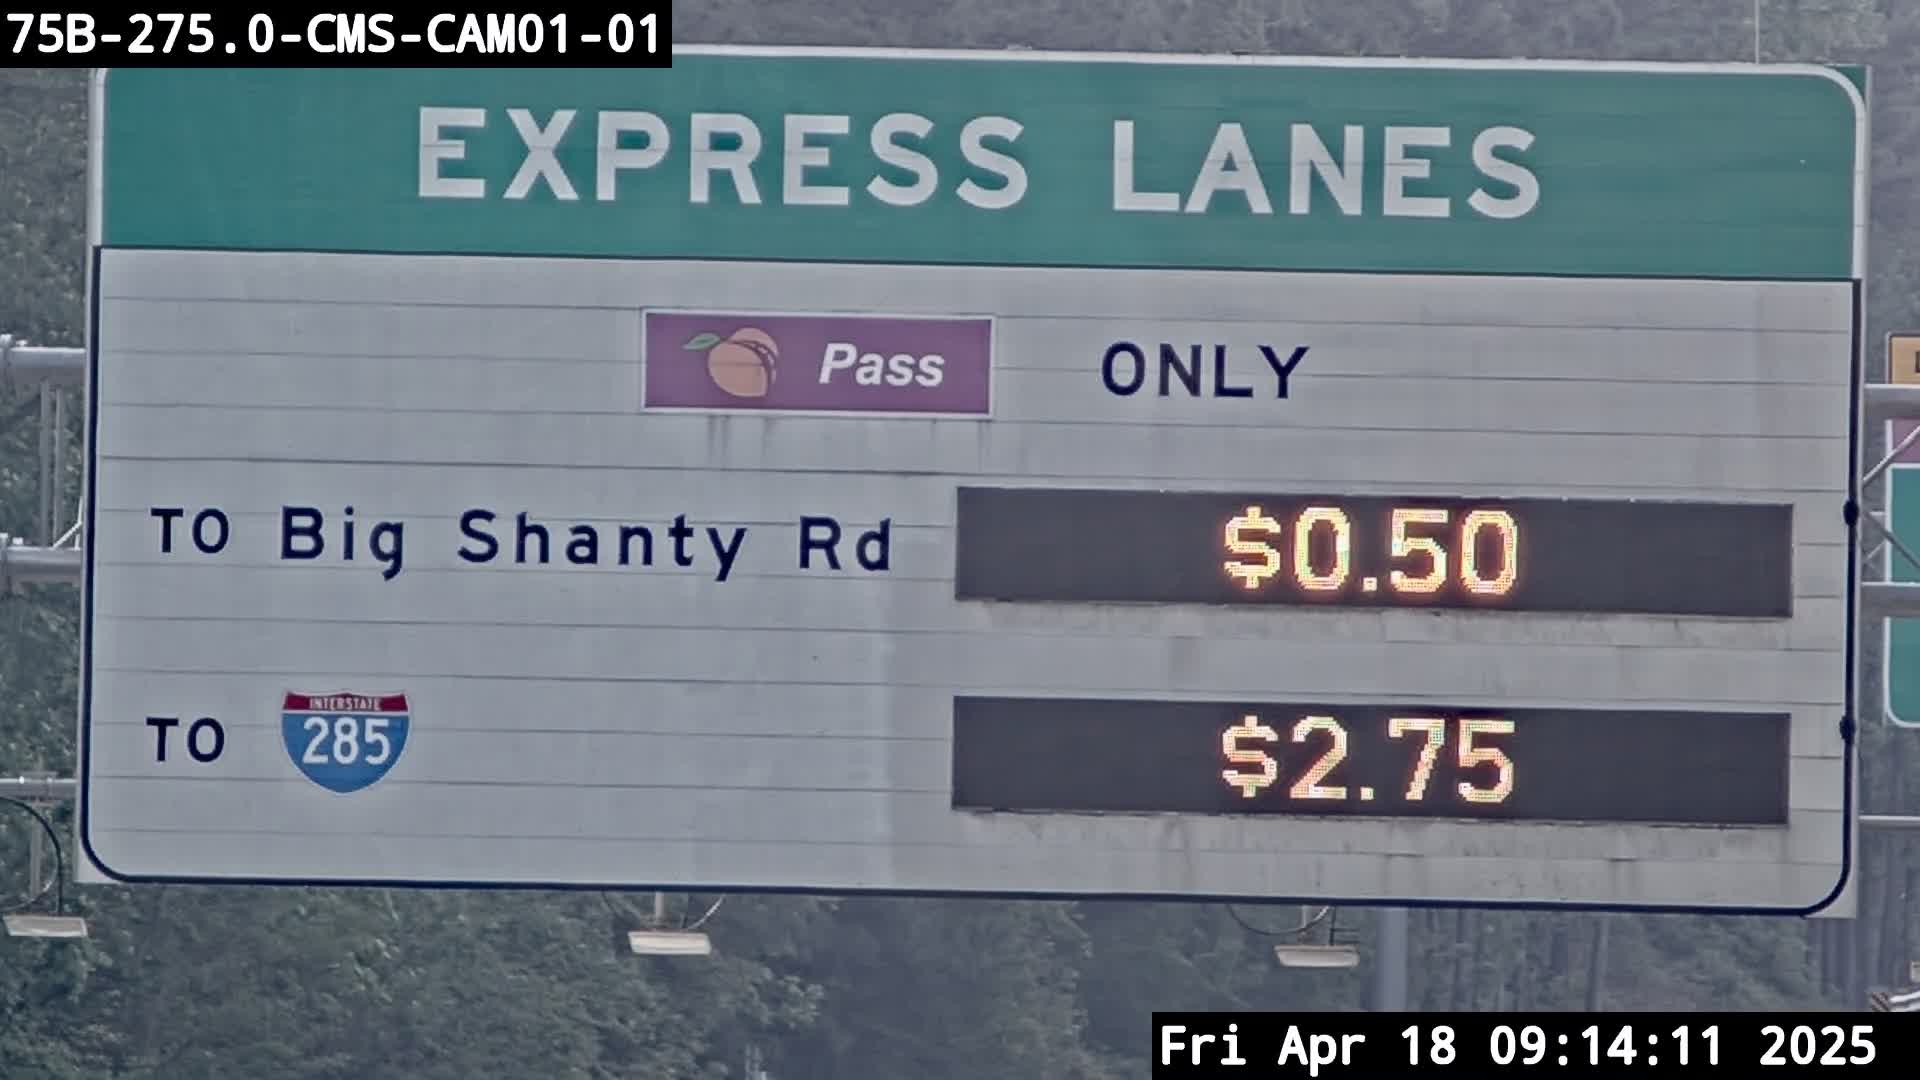 75B-275.0-CMS-CAM01-01
EXPRESS LANES
Pass ONLY
TO Big Shanty Rd $0.50
INTERSTATE
TO 285 $2.75
Fri Apr 18 09:14:11 2025